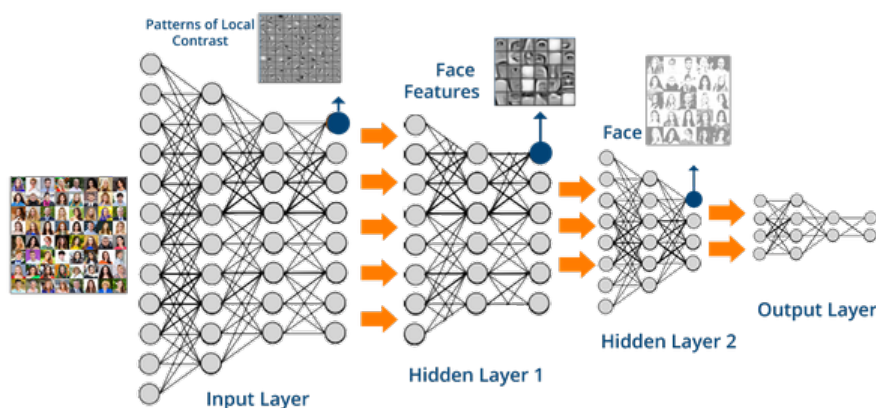 Patterns of Local
Contrast
Face
Features
Face
Input Layer
Hidden Layer 1
Hidden Layer 2
Output Layer